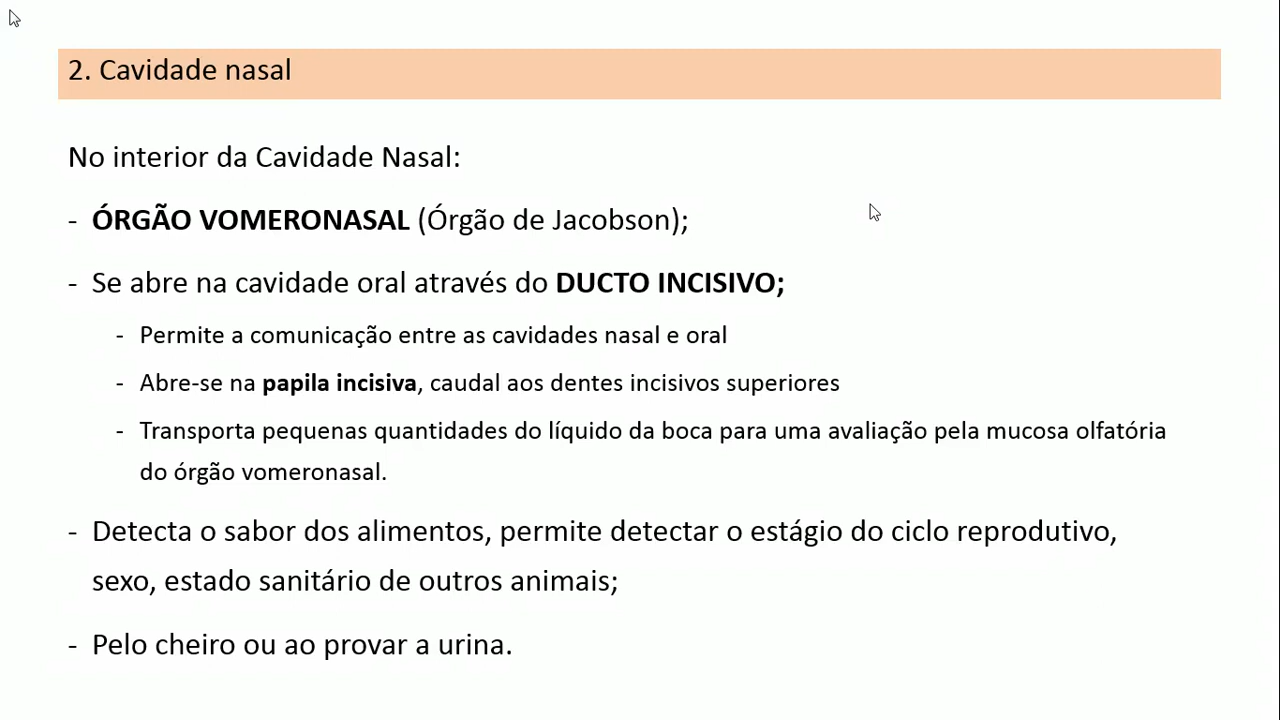 2. Cavidade nasal
No interior da Cavidade Nasal:
- ÓRGÃO VOMERONASAL (Órgão de Jacobson);
- Se abre na cavidade oral através do DUCTO INCISIVO;
- Permite a comunicação entre as cavidades nasal e oral
- Abre-se na papila incisiva, caudal aos dentes incisivos superiores
- Transporta pequenas quantidades do líquido da boca para uma avaliação pela mucosa olfatória
do órgão vomeronasal.
- Detecta o sabor dos alimentos, permite detectar o estágio do ciclo reprodutivo,
sexo, estado sanitário de outros animais;
- Pelo cheiro ou ao provar a urina.